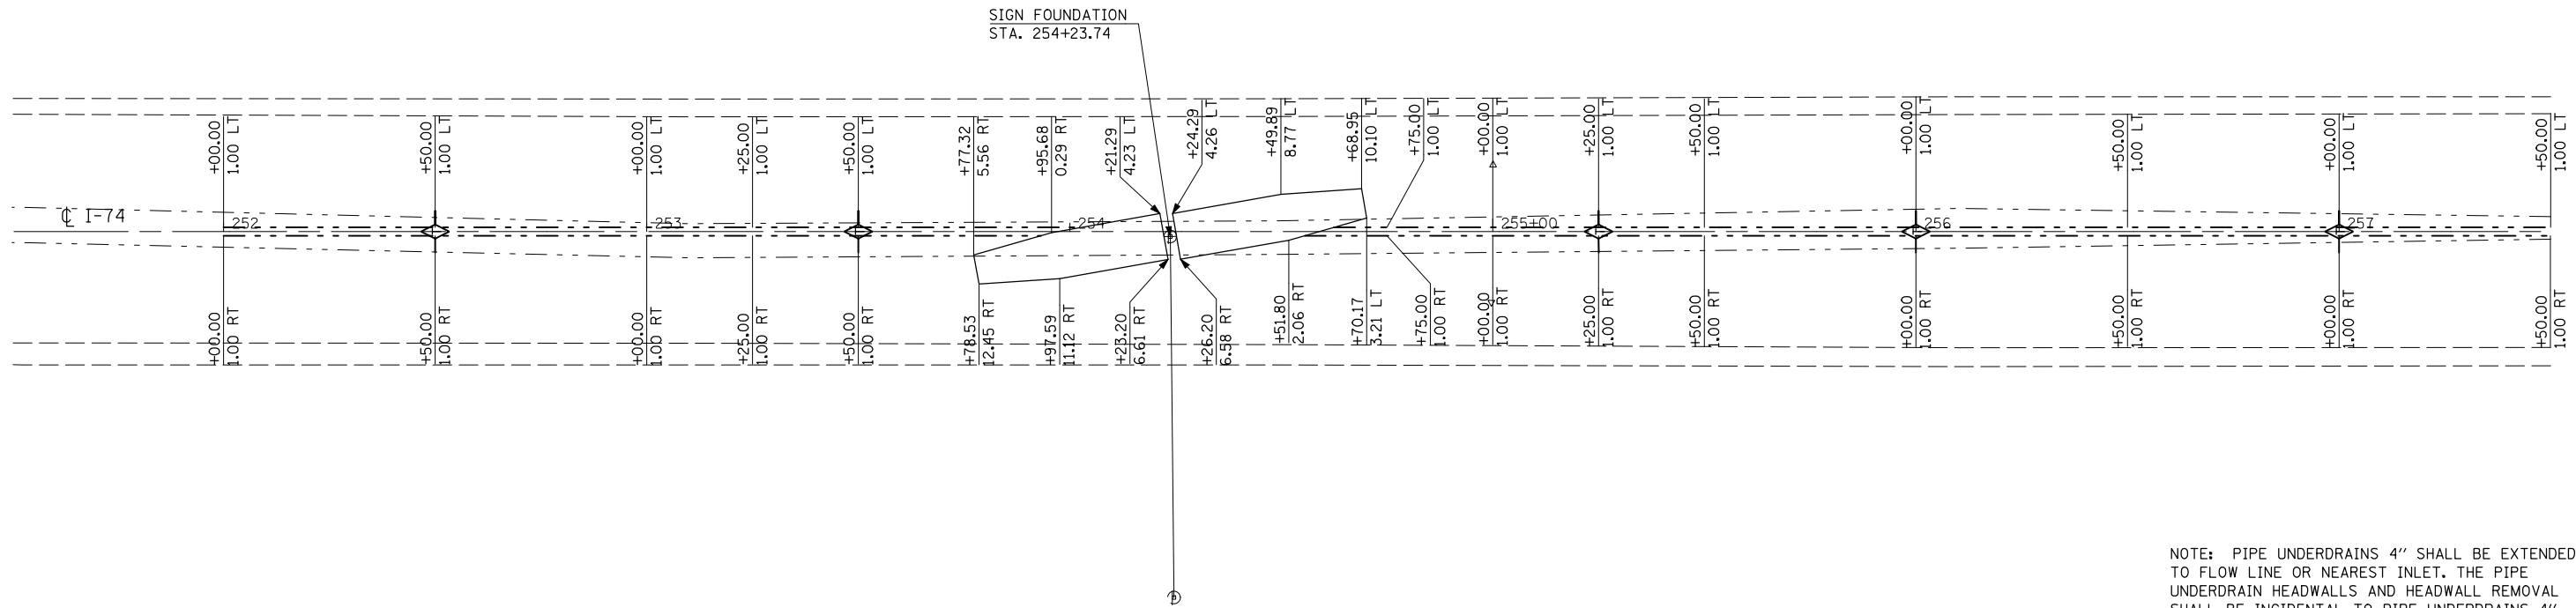 SIGN FOUNDATION
STA. 254+23.74
+00.00
1.00 LT
+50.00
1.00 LT
+00.00
1.00 LT
+25.00
1.00 LT
+50.00
1.00 LT
+77.32
5.56 RT
+95.68
0.29 RT
+21.29
4.23 LT
+24.29
4.26 LT
+49.89
8.77 LT
+68.95
10.10 LT
+75.00
1.00 LT
+00.00
1.00 LT
+25.00
1.00 LT
+50.00
1.00 LT
+00.00
1.00 LT
+50.00
1.00 LT
+00.00
1.00 LT
+50.00
1.00 LT
℄ I-74
252
253
254
255+00
256
257
+00.00
1.00 RT
+50.00
1.00 RT
+00.00
1.00 RT
+25.00
1.00 RT
+50.00
1.00 RT
+78.53
12.45 RT
+97.59
11.12 RT
+23.20
6.61 RT
+26.20
6.58 RT
+51.80
2.06 RT
+70.17
3.21 LT
+75.00
1.00 RT
+00.00
1.00 RT
+25.00
1.00 RT
+50.00
1.00 RT
+00.00
1.00 RT
+50.00
1.00 RT
+00.00
1.00 RT
+50.00
1.00 RT
NOTE: PIPE UNDERDRAINS 4" SHALL BE EXTENDED
TO FLOW LINE OR NEAREST INLET. THE PIPE
UNDERDRAIN HEADWALLS AND HEADWALL REMOVAL
SHALL BE INCIDENTAL TO PIPE UNDERDRAINS 4"